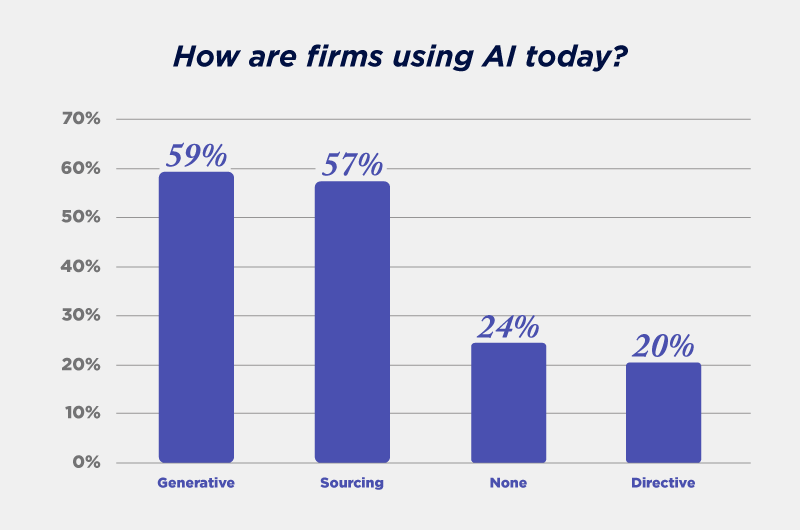 How are firms using AI today?
70%
60%
50%
40%
30%
20%
10%
0%
59%
57%
24%
20%
Generative
Sourcing
None
Directive